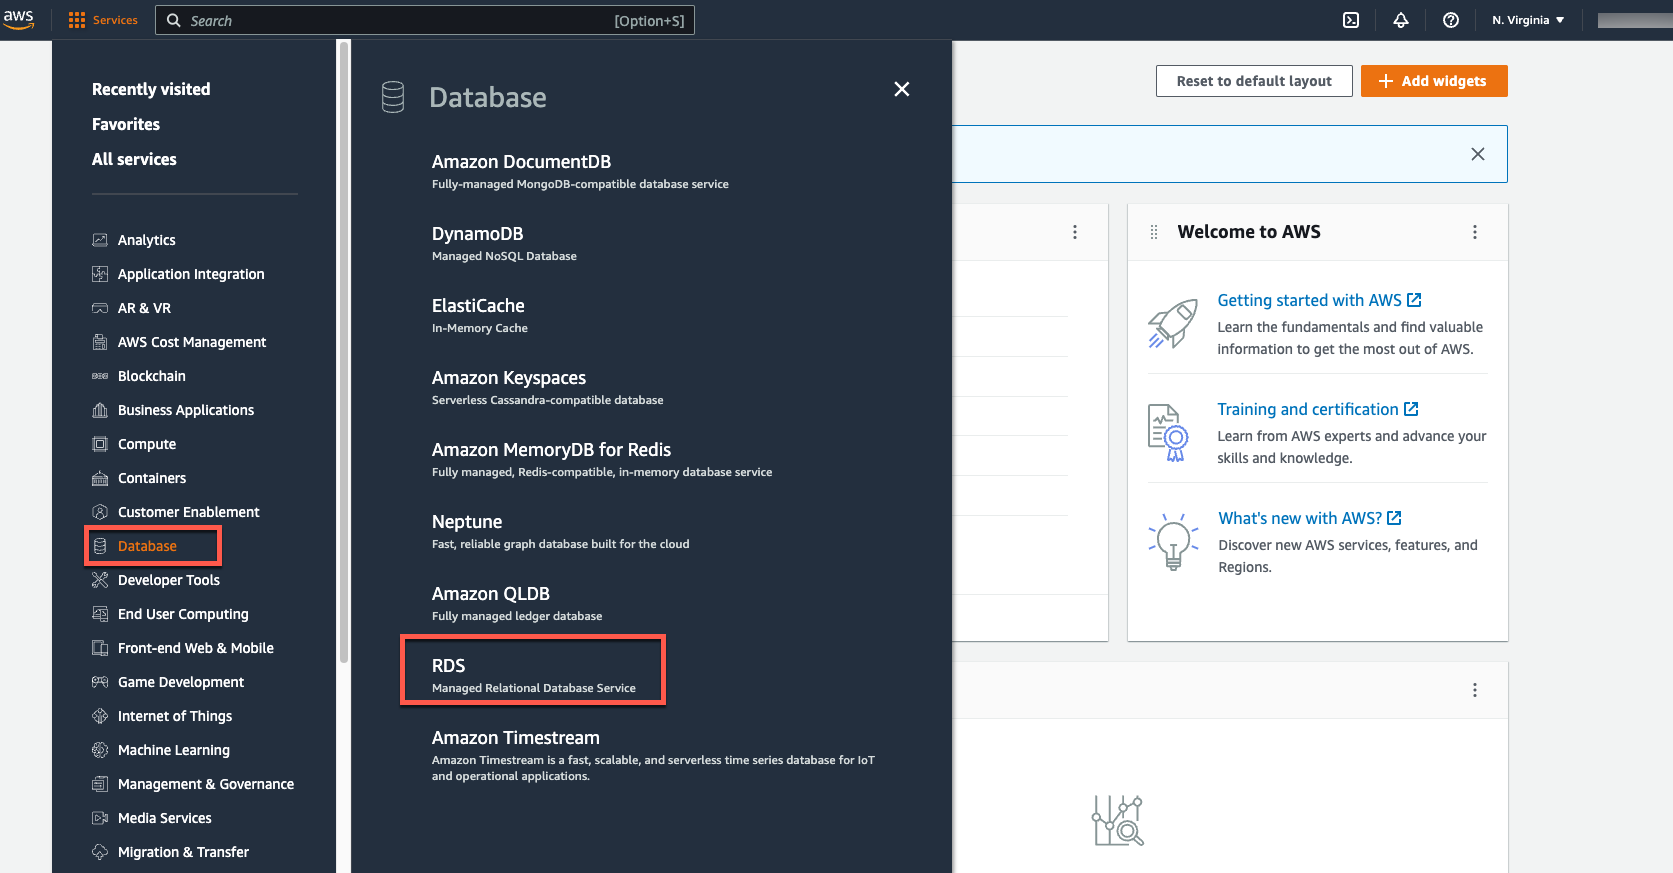 aws
Services
Search
[Option+S]
N. Virginia
Recently visited
Favorites
All services
Analytics
Application Integration
AR & VR
AWS Cost Management
Blockchain
Business Applications
Compute
Containers
Customer Enablement
Database
Developer Tools
End User Computing
Front-end Web & Mobile
Game Development
Internet of Things
Machine Learning
Management & Governance
Media Services
Migration & Transfer
Database
Amazon DocumentDB
Fully-managed MongoDB-compatible database service
DynamoDB
Managed NoSQL Database
ElastiCache
In-Memory Cache
Amazon Keyspaces
Serverless Cassandra-compatible database
Amazon MemoryDB for Redis
Fully managed, Redis-compatible, in-memory database service
Neptune
Fast, reliable graph database built for the cloud
Amazon QLDB
Fully managed ledger database
RDS
Managed Relational Database Service
Amazon Timestream
Amazon Timestream is a fast, scalable, and serverless time series database for IoT
and operational applications.
Reset to default layout
Add widgets
Welcome to AWS
Getting started with AWS
Learn the fundamentals and find valuable
information to get the most out of AWS.
Training and certification
Learn from AWS experts and advance your
skills and knowledge.
What's new with AWS?
Discover new AWS services, features, and
Regions.